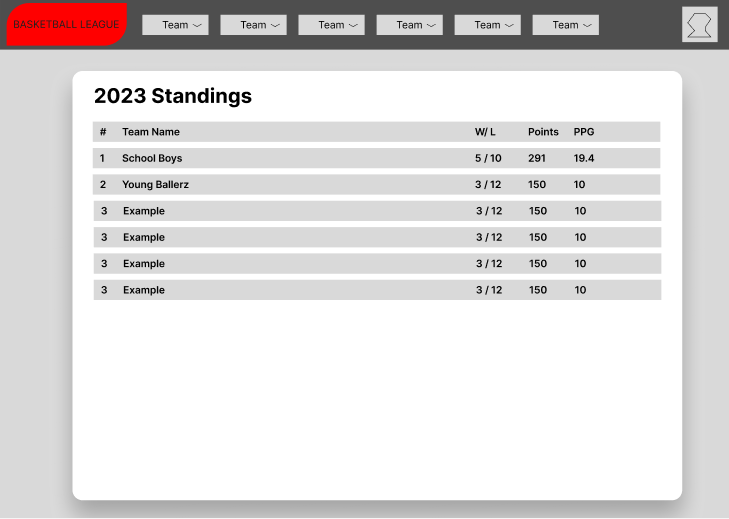 BASKETBALL LEAGUE Team Team Team Team Team Team
2023 Standings
# Team Name W/ L Points PPG
1 School Boys 5 / 10 291 19.4
2 Young Ballerz 3 / 12 150 10
3 Example 3 / 12 150 10
3 Example 3 / 12 150 10
3 Example 3 / 12 150 10
3 Example 3 / 12 150 10